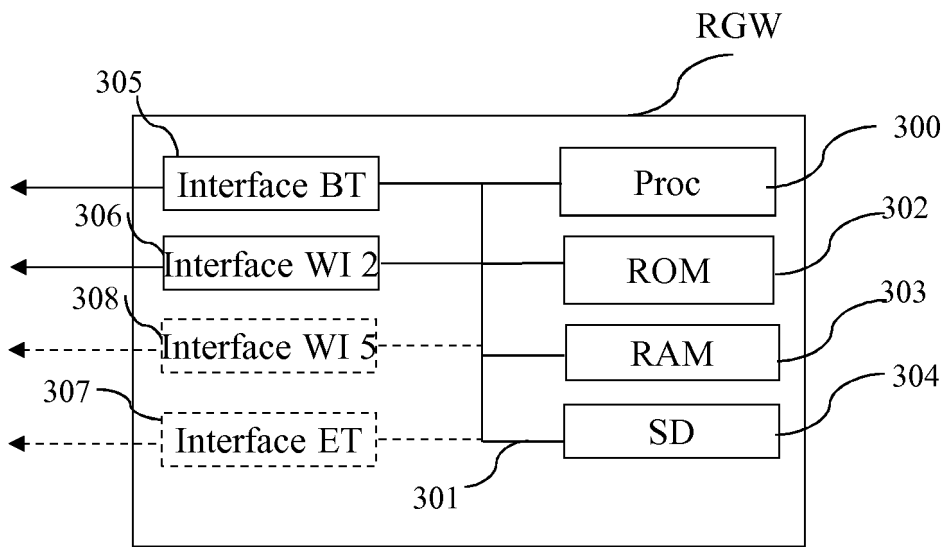 RGW
305
300
Interface BT
Proc
306
302
Interface WI 2
ROM
308
303
Interface WI 5
RAM
307
304
Interface ET
SD
301